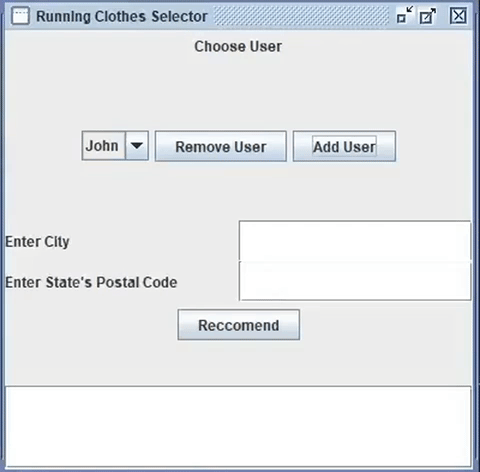 Running Clothes Selector
Choose User
John Remove User Add User
Enter City
Enter State's Postal Code
Reccomend